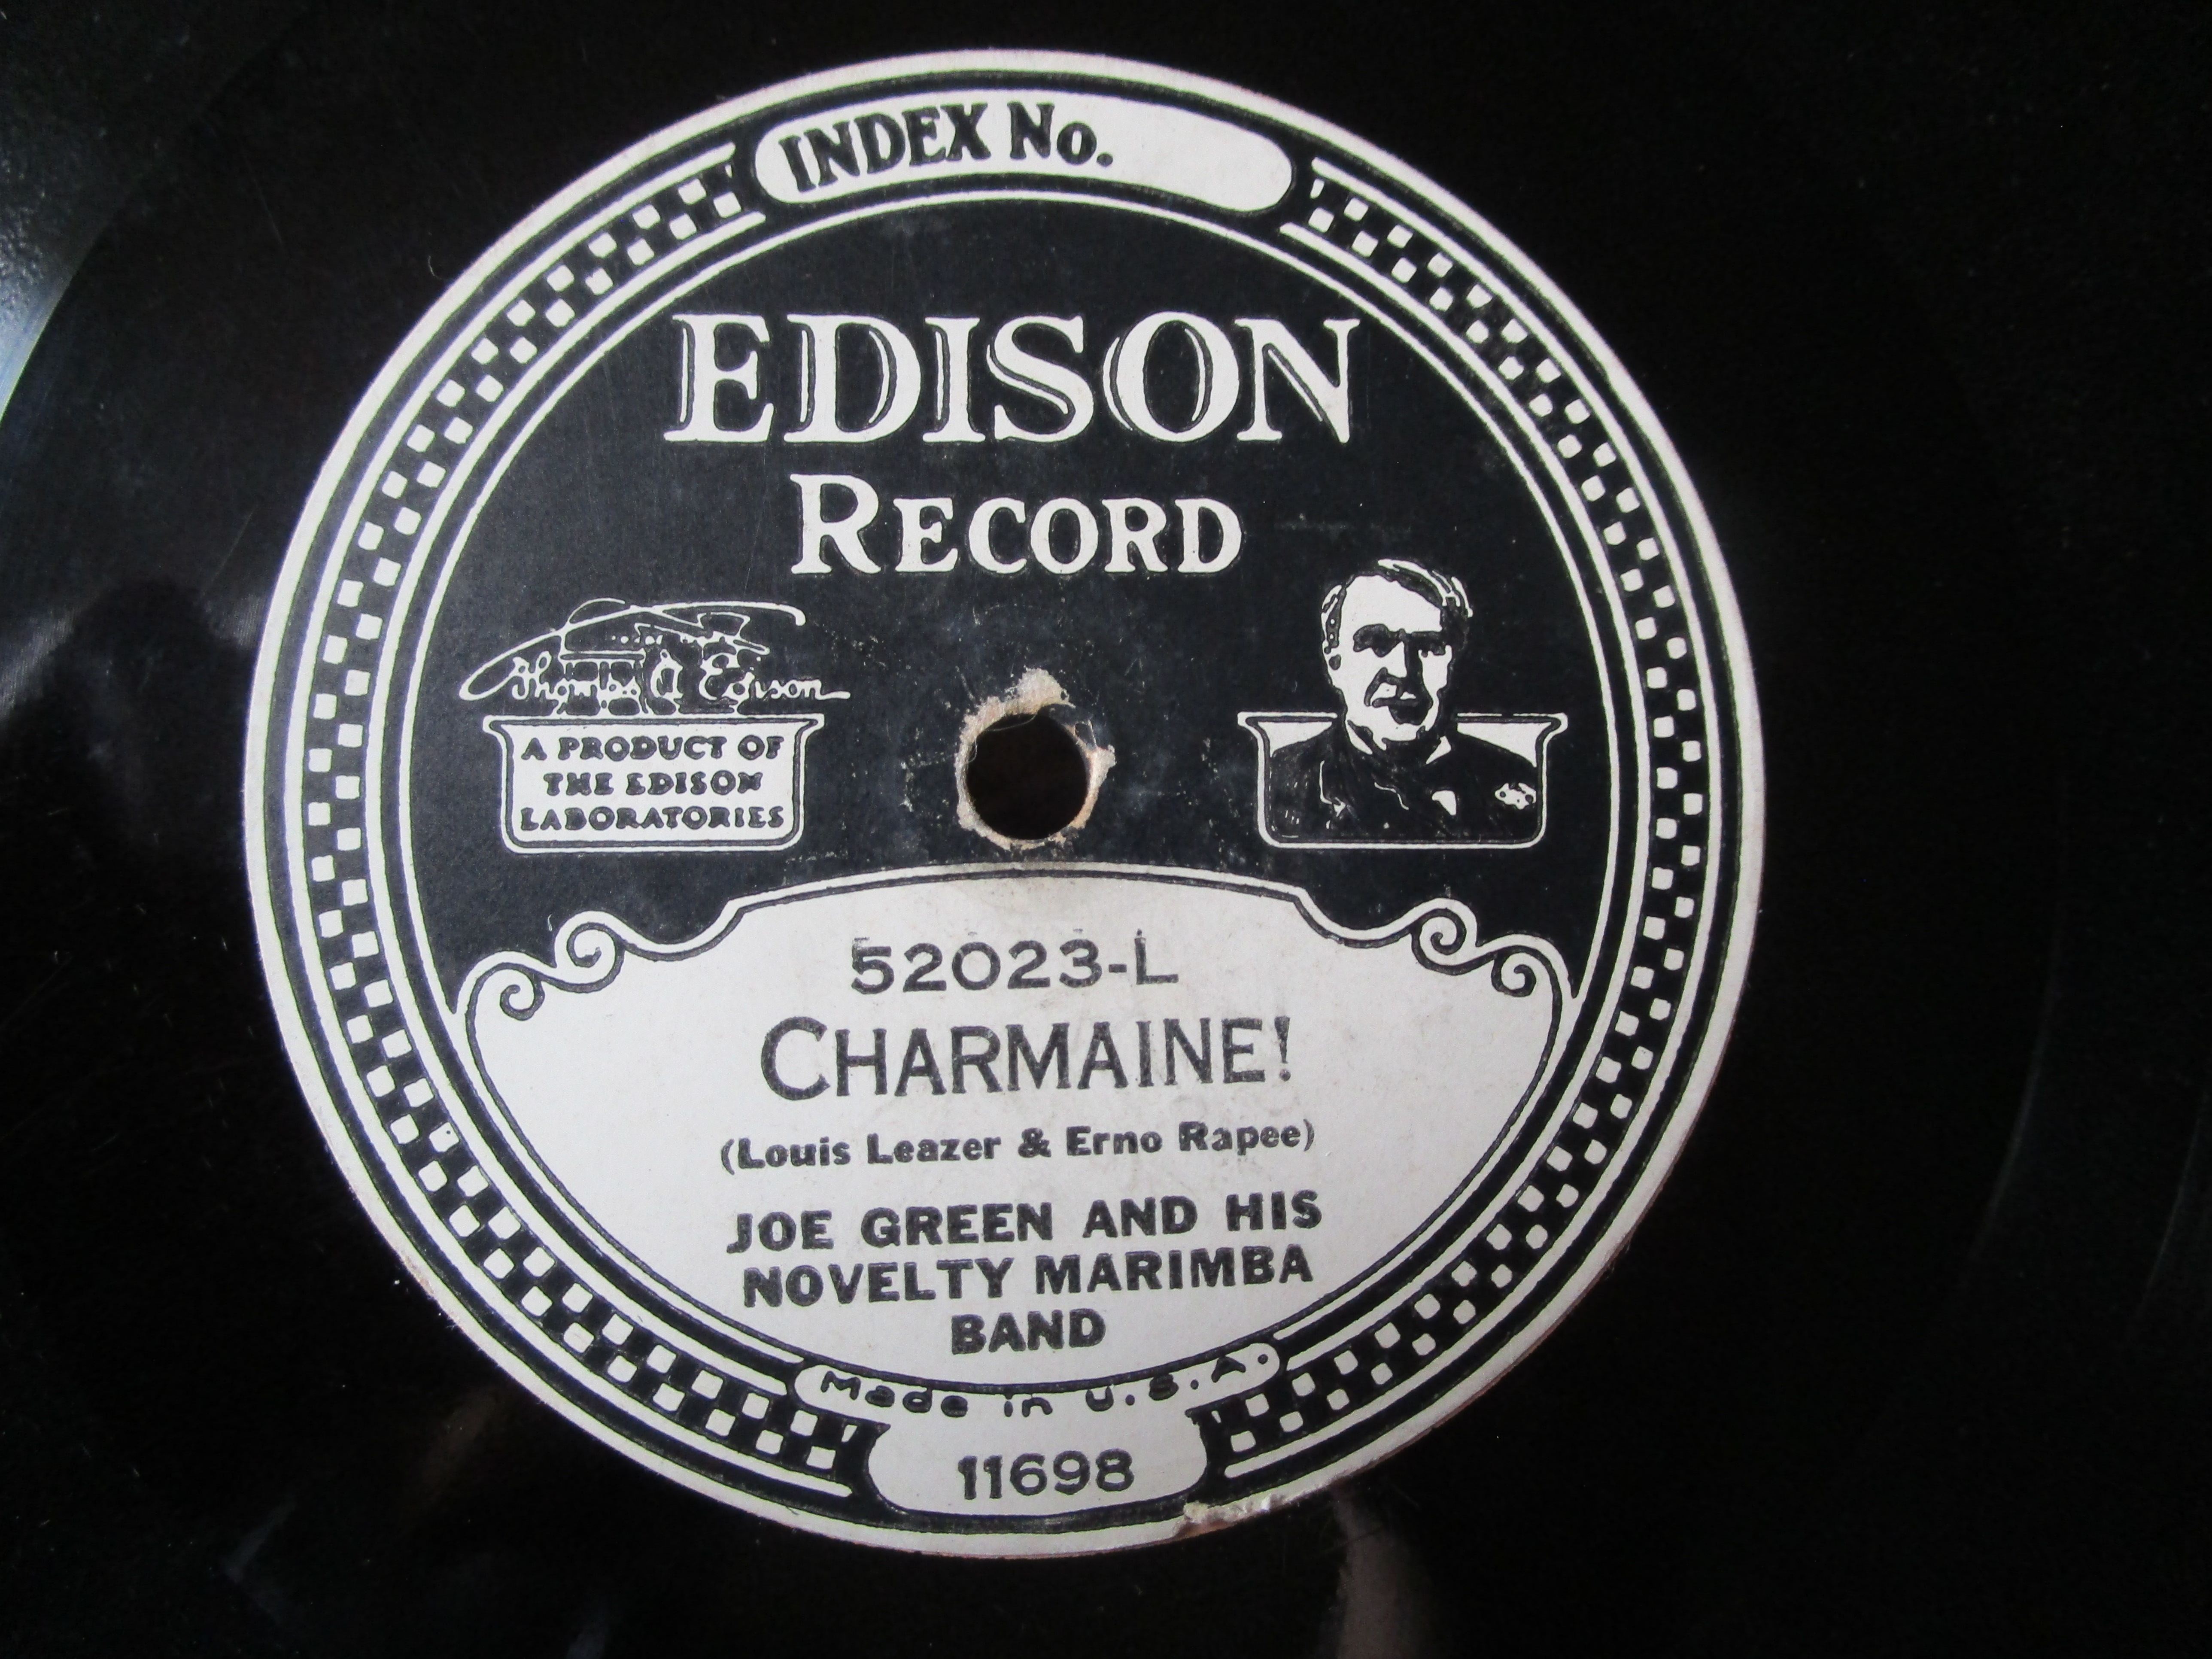 INDEX No.
EDISON
RECORD
Thomas A Edison
A PRODUCT OF
THE EDISON
LABORATORIES
52023-L
CHARMAINE!
(Louis Leazer & Erno Rapee)
JOE GREEN AND HIS
NOVELTY MARIMBA
BAND
Made in U.S.A.
11698